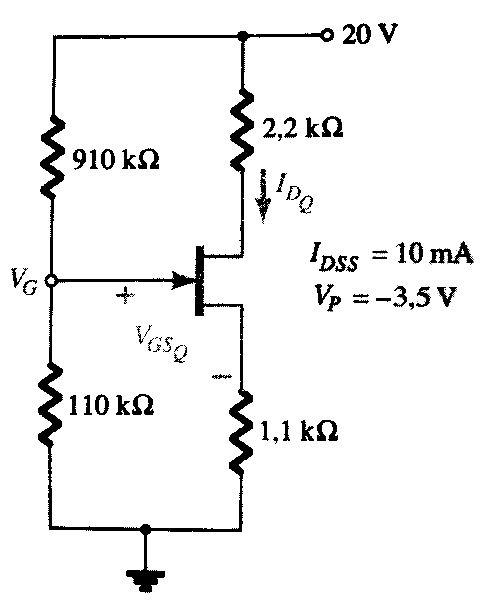 20 V
2,2 kΩ
910 kΩ
I_{D_Q}
I_{DSS} = 10 mA
V_P = −3,5 V
V_G
+
V_{GS_Q}
−
110 kΩ
1,1 kΩ